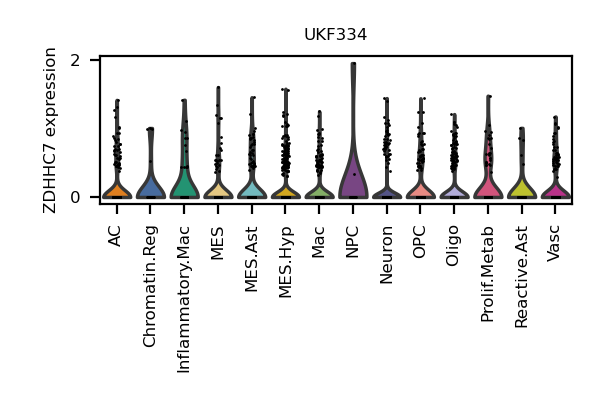 UKF334
ZDHHC7 expression
2
0
AC
Chromatin.Reg
Inflammatory.Mac
MES
MES.Ast
MES.Hyp
Mac
NPC
Neuron
OPC
Oligo
Prolif.Metab
Reactive.Ast
Vasc